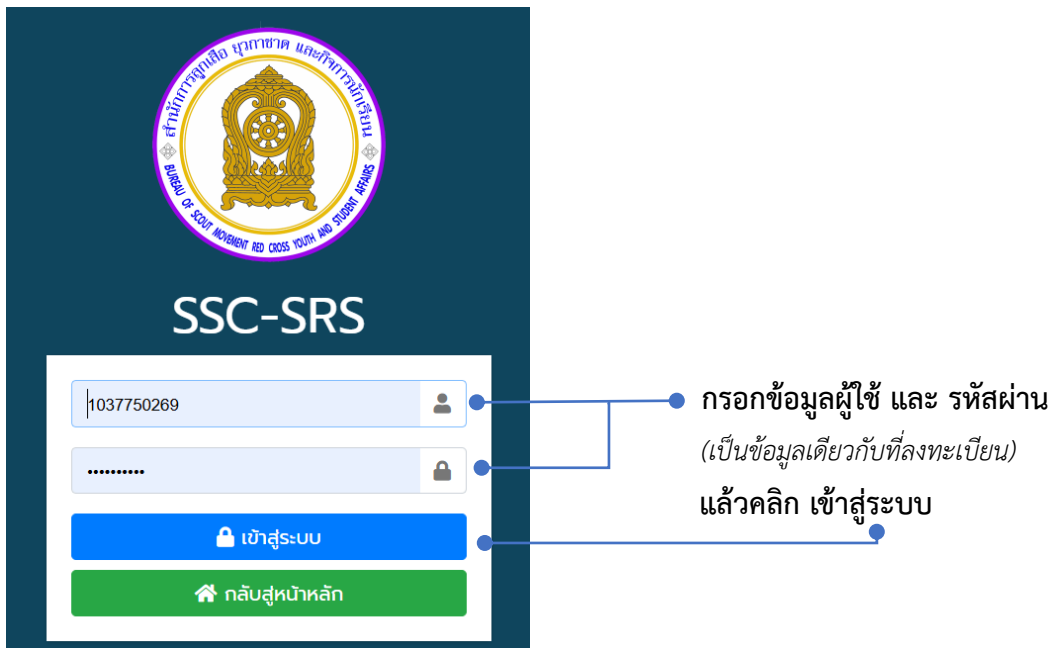 สำนักการลูกเสือ ยุวกาชาด และกิจการนักเรียน
BUREAU OF SCOUT MOVEMENT RED CROSS YOUTH AND STUDENT AFFAIRS
SSC-SRS
1037750269
••••••••••
เข้าสู่ระบบ
กลับสู่หน้าหลัก
กรอกข้อมูลผู้ใช้ และ รหัสผ่าน
(เป็นข้อมูลเดียวกับที่ลงทะเบียน)
แล้วคลิก เข้าสู่ระบบ